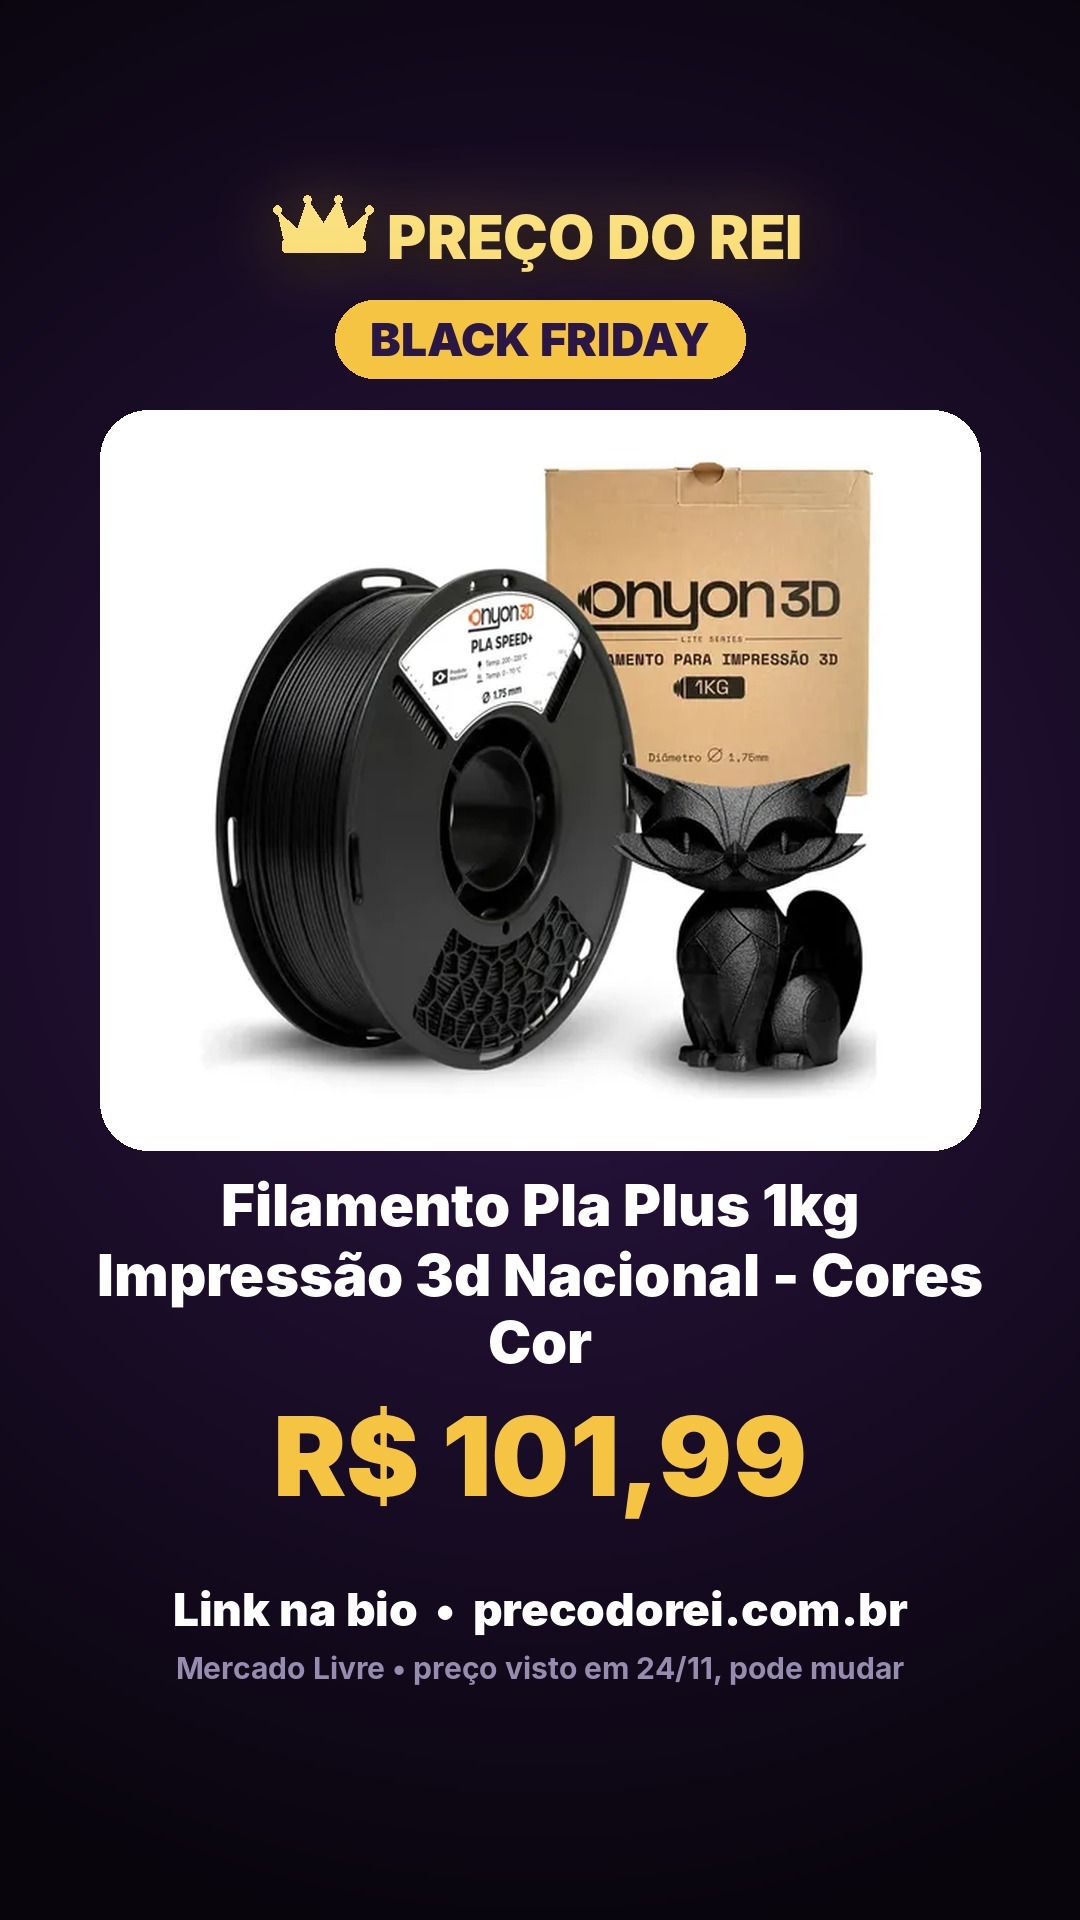 PREÇO DO REI
BLACK FRIDAY
onyon3D
LITE SERIES
AMENTO PARA IMPRESSÃO 3D
1KG
Diâmetro Ø 1,75mm
onyon3D
PLA SPEED+
Produto Nacional
Ø 1.75 mm
Filamento Pla Plus 1kg
Impressão 3d Nacional - Cores
Cor
R$ 101,99
Link na bio • precodorei.com.br
Mercado Livre • preço visto em 24/11, pode mudar